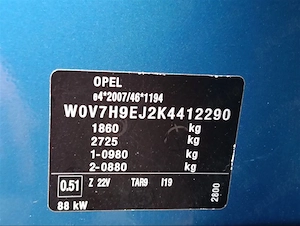 OPEL
e4*2007/46*1194
W0V7H9EJ2K4412290
1860 kg
2725 kg
1-0980 kg
2-0880 kg
0.51 Z 22V TAR9 I19
88 kW
2800